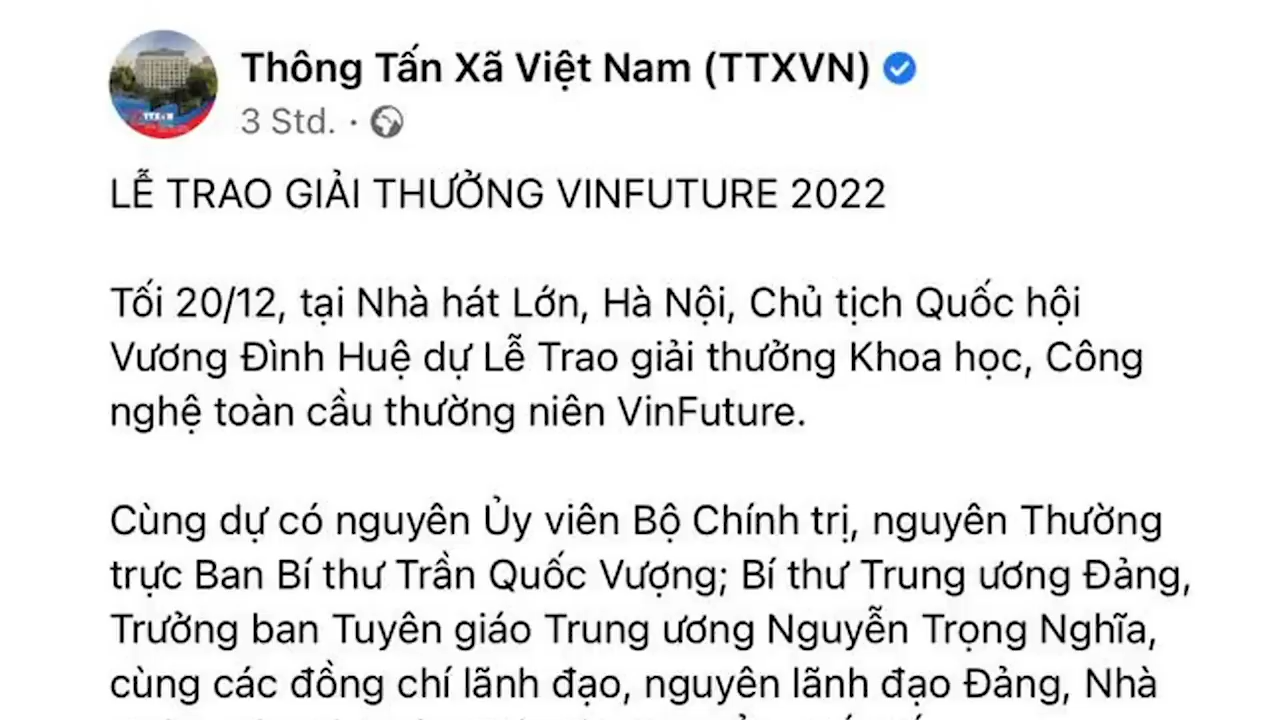 Thông Tấn Xã Việt Nam (TTXVN)
3 Std. ·
LỄ TRAO GIẢI THƯỞNG VINFUTURE 2022
Tối 20/12, tại Nhà hát Lớn, Hà Nội, Chủ tịch Quốc hội
Vương Đình Huệ dự Lễ Trao giải thưởng Khoa học, Công
nghệ toàn cầu thường niên VinFuture.
Cùng dự có nguyên Ủy viên Bộ Chính trị, nguyên Thường
trực Ban Bí thư Trần Quốc Vượng; Bí thư Trung ương Đảng,
Trưởng ban Tuyên giáo Trung ương Nguyễn Trọng Nghĩa,
cùng các đồng chí lãnh đạo, nguyên lãnh đạo Đảng, Nhà